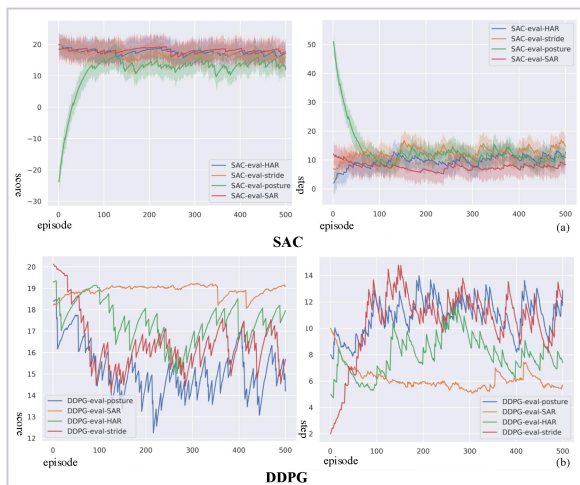 20
10
0
−10
−20
−30
score
SAC-eval-HAR
SAC-eval-stride
SAC-eval-posture
SAC-eval-SAR
0 100 200 300 400 500
episode
50
40
30
20
10
0
step
SAC-eval-HAR
SAC-eval-stride
SAC-eval-posture
SAC-eval-SAR
0 100 200 300 400 500
episode
(a)
SAC
20
19
18
17
16
15
14
13
12
score
DDPG-eval-posture
DDPG-eval-SAR
DDPG-eval-HAR
DDPG-eval-stride
0 100 200 300 400 500
episode
14
12
10
8
6
4
2
step
DDPG-eval-posture
DDPG-eval-SAR
DDPG-eval-HAR
DDPG-eval-stride
0 100 200 300 400 500
episode
(b)
DDPG